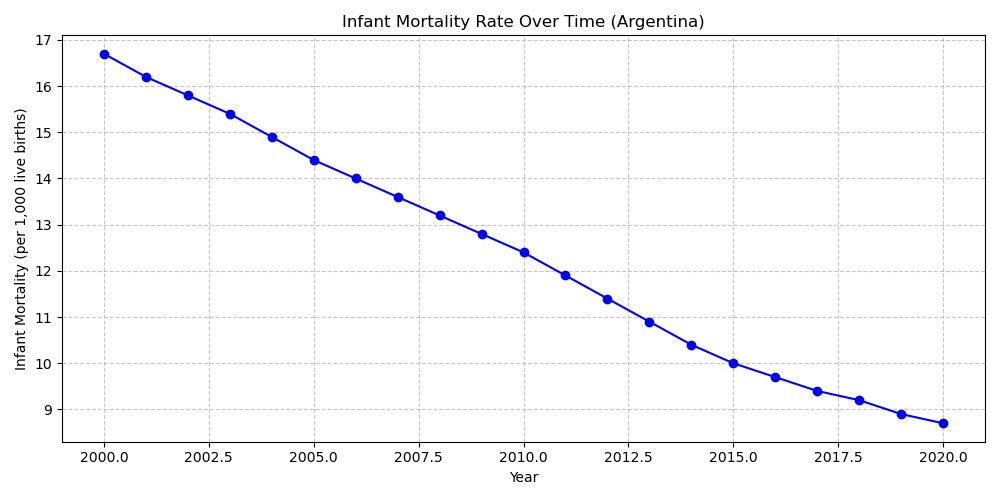 Infant Mortality Rate Over Time (Argentina)
Infant Mortality (per 1,000 live births)
17
16
15
14
13
12
11
10
9
2000.0 2002.5 2005.0 2007.5 2010.0 2012.5 2015.0 2017.5 2020.0
Year